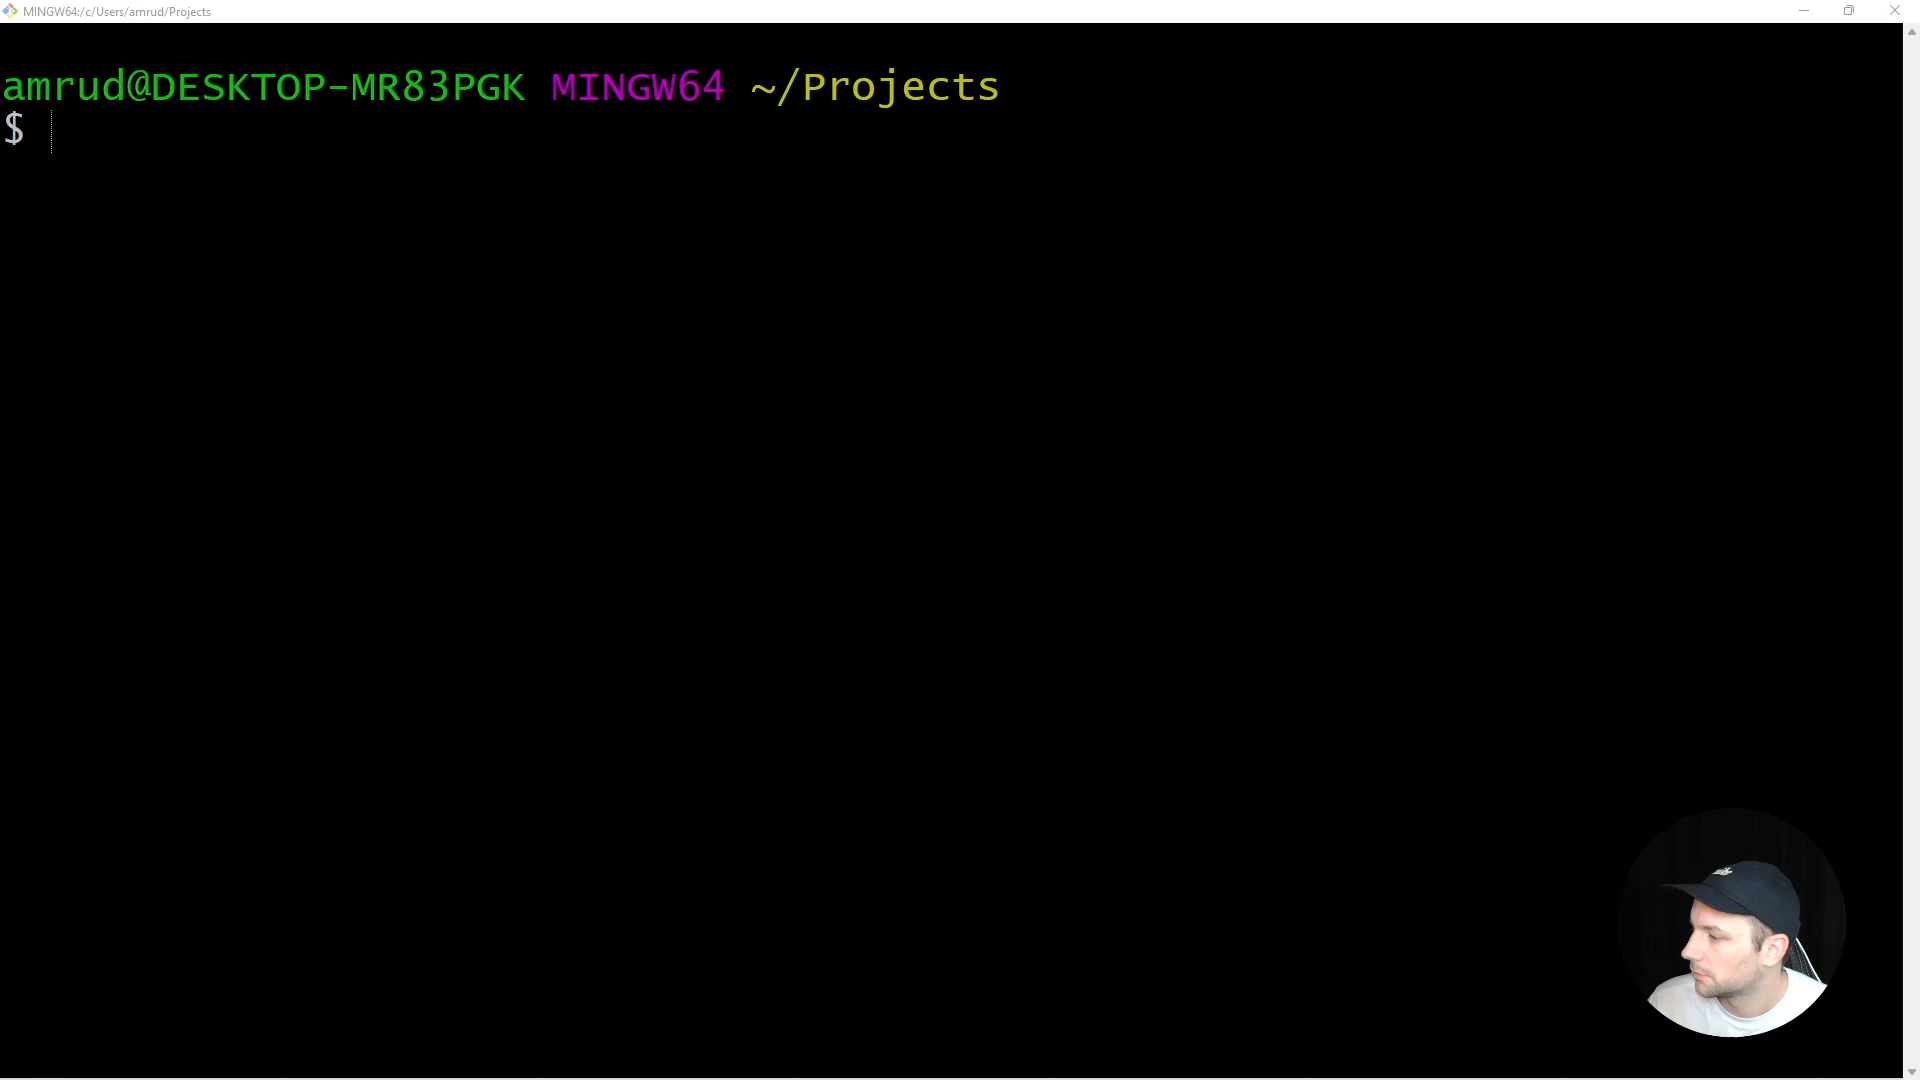 MINGW64:/c/Users/amrud/Projects
amrud@DESKTOP-MR83PGK MINGW64 ~/Projects
$